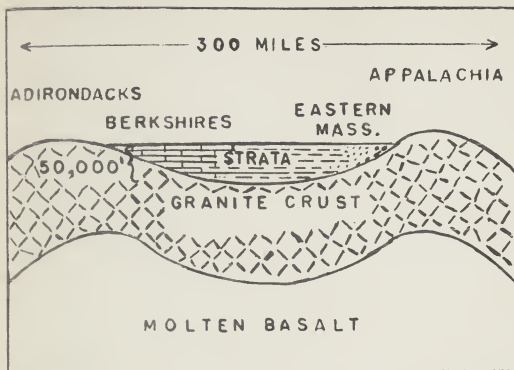 300 MILES
APPALACHIA
ADIRONDACKS
EASTERN
BERKSHIRES
MASS.
STRATA
50,000'
GRANITE CRUST
MOLTEN BASALT